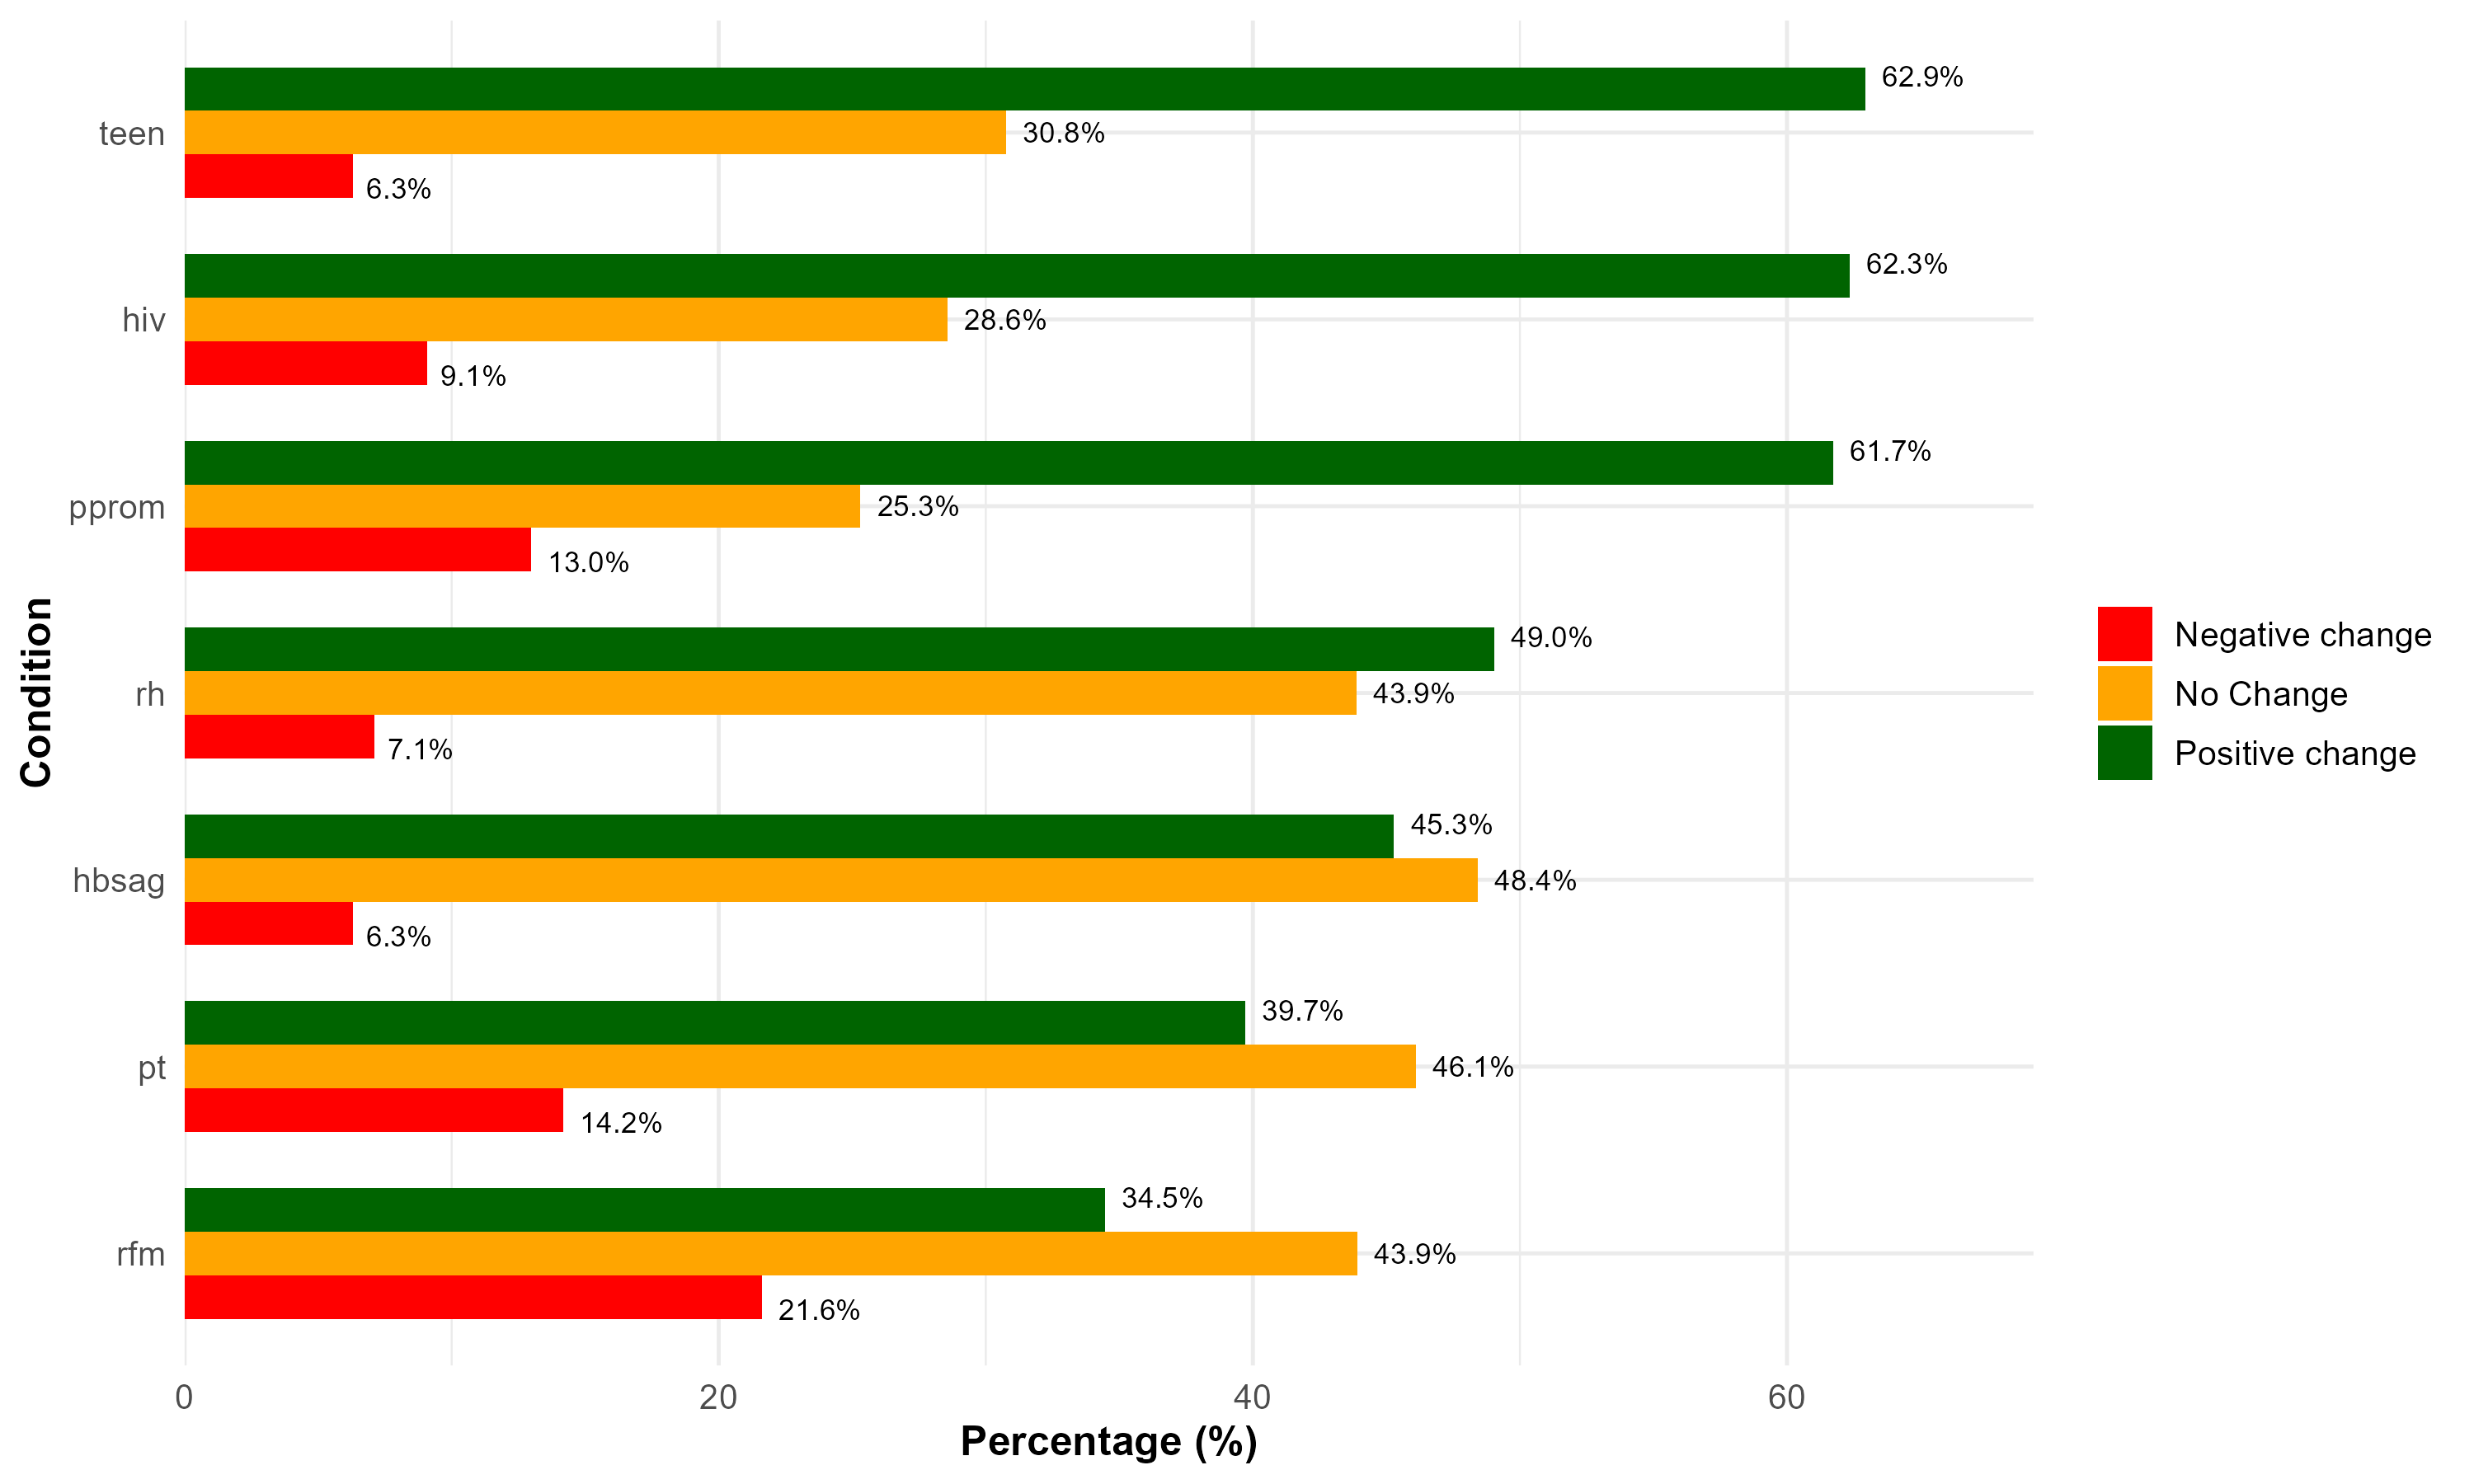 62.9%
teen
30.8%
6.3%
62.3%
hiv
28.6%
9.1%
61.7%
pprom
25.3%
13.0%
49.0%
rh
43.9%
7.1%
45.3%
hbsag
48.4%
6.3%
39.7%
pt
46.1%
14.2%
34.5%
rfm
43.9%
21.6%
Condition
0 20 40 60
Percentage (%)
Negative change
No Change
Positive change